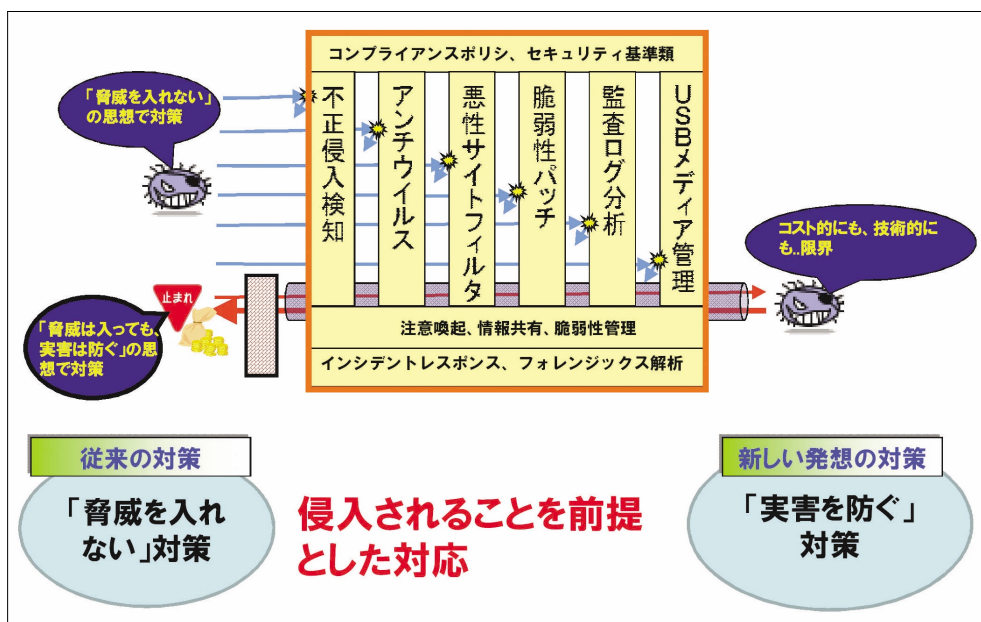 コンプライアンスポリシ、セキュリティ基準類
「脅威を入れない」
の思想で対策
不正侵入検知
アンチウイルス
悪性サイトフィルタ
脆弱性パッチ
監査ログ分析
USBメディア管理
コスト的にも、技術的に
も..限界
止まれ
「脅威は入っても、
実害は防ぐ」の思
想で対策
注意喚起、情報共有、脆弱性管理
インシデントレスポンス、フォレンジックス解析
従来の対策
「脅威を入れ
ない」対策
侵入されることを前提
とした対応
新しい発想の対策
「実害を防ぐ」
対策